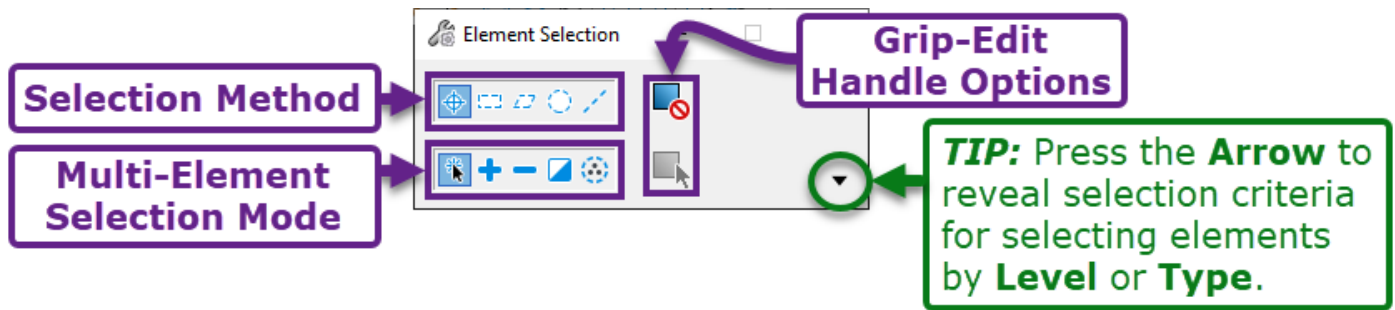 Element Selection
Grip-Edit
Handle Options
Selection Method
Multi-Element
Selection Mode
TIP: Press the Arrow to
reveal selection criteria
for selecting elements
by Level or Type.